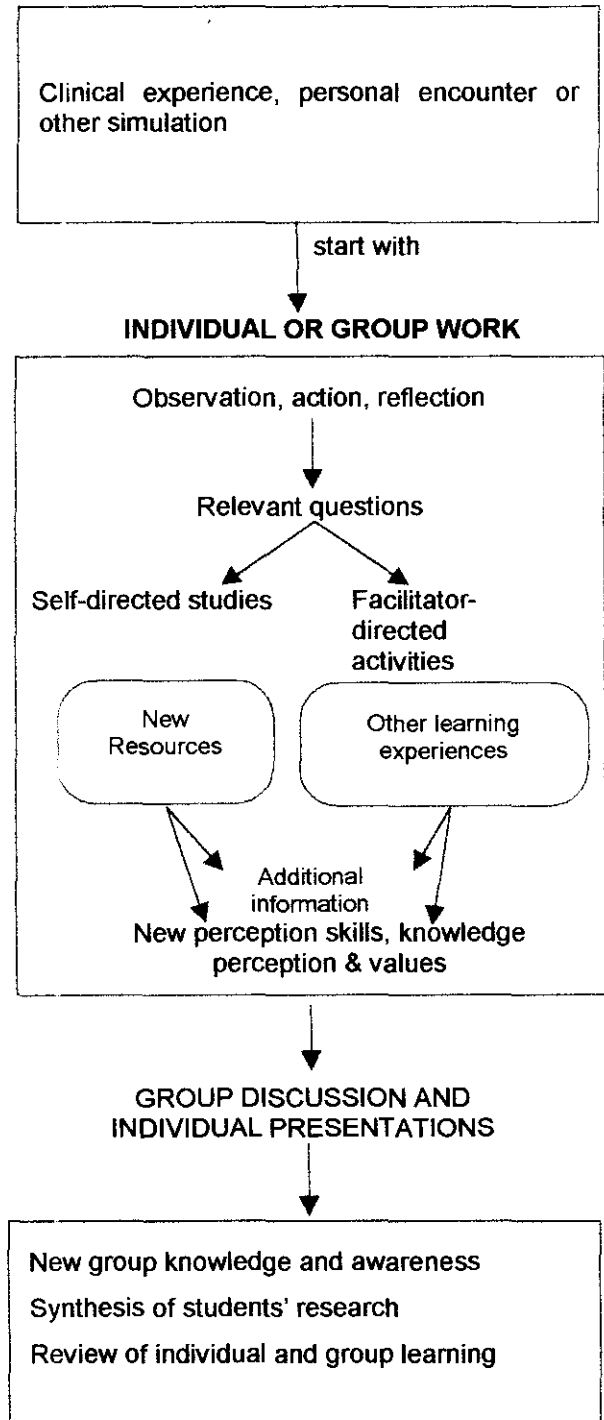 Clinical experience, personal encounter or
other simulation
start with
INDIVIDUAL OR GROUP WORK
Observation, action, reflection
Relevant questions
Self-directed studies
Facilitator-
directed
activities
New
Resources
Other learning
experiences
Additional
information
New perception skills, knowledge
perception & values
GROUP DISCUSSION AND
INDIVIDUAL PRESENTATIONS
New group knowledge and awareness
Synthesis of students' research
Review of individual and group learning